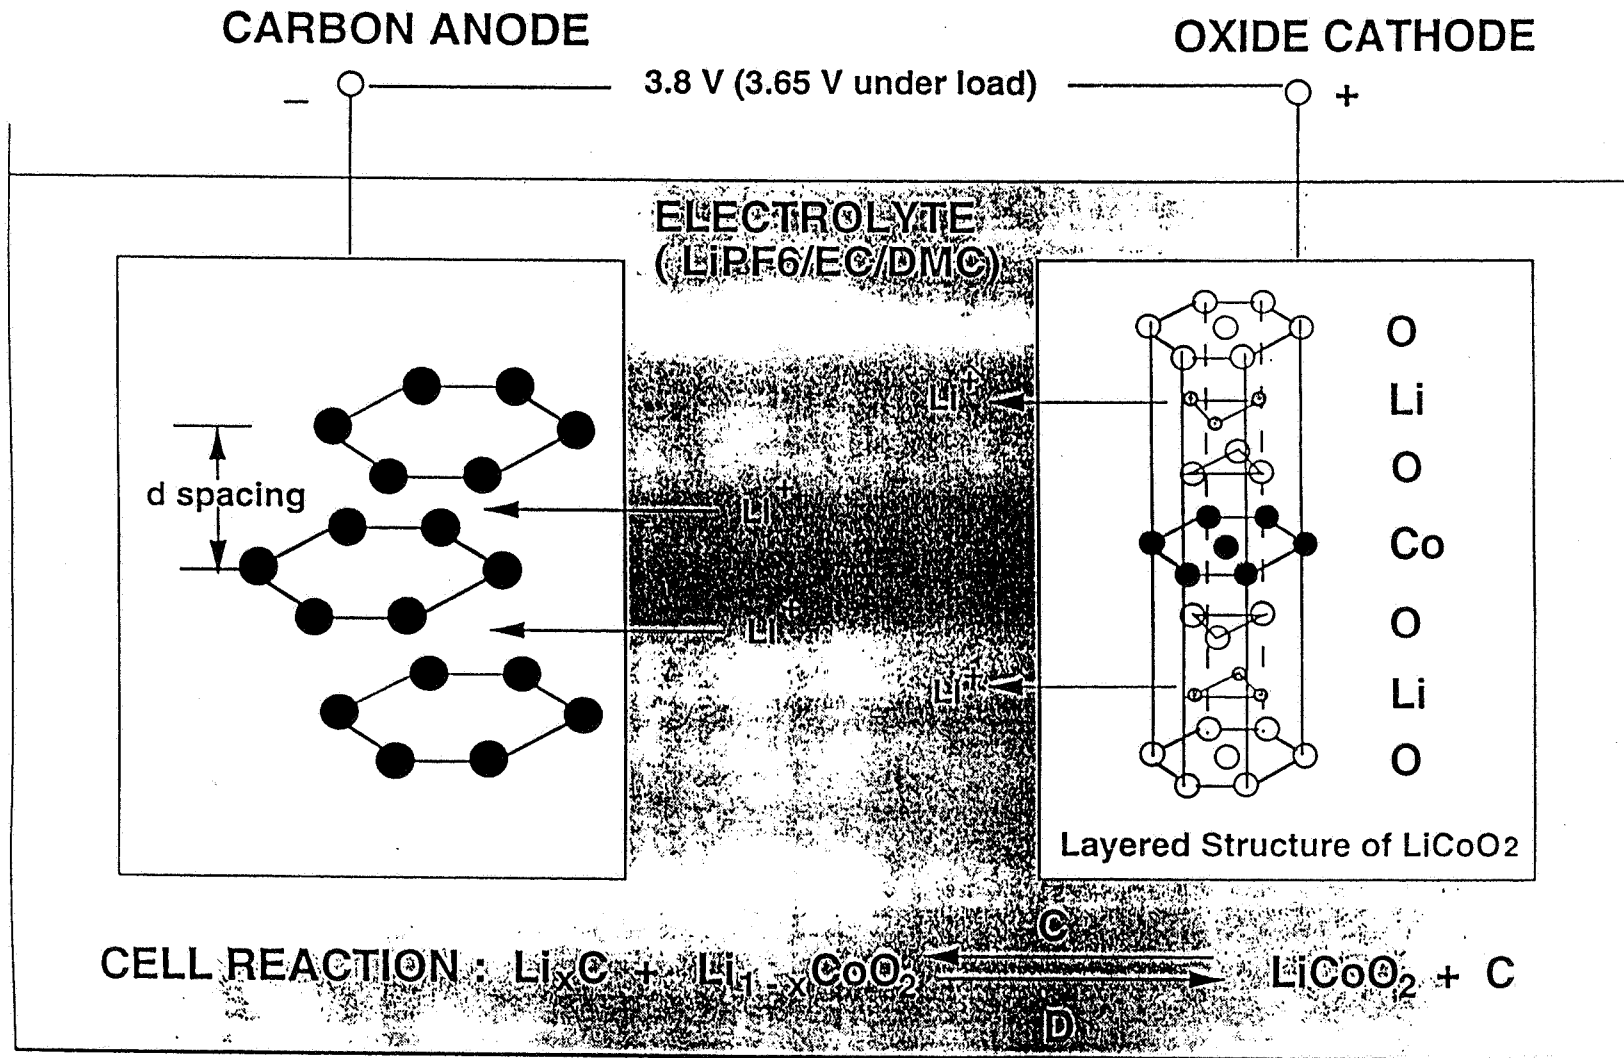 CARBON ANODE
OXIDE CATHODE
− 3.8 V (3.65 V under load) +
ELECTROLYTE
( LiPF6/EC/DMC)
O
Li⁺ Li
O
d spacing
Li⁺
Co
Li⁺
O
Li⁺ Li
O
Layered Structure of LiCoO2
C
CELL REACTION : LiₓC + Li₁₋ₓCoO₂ LiCoO₂ + C
D